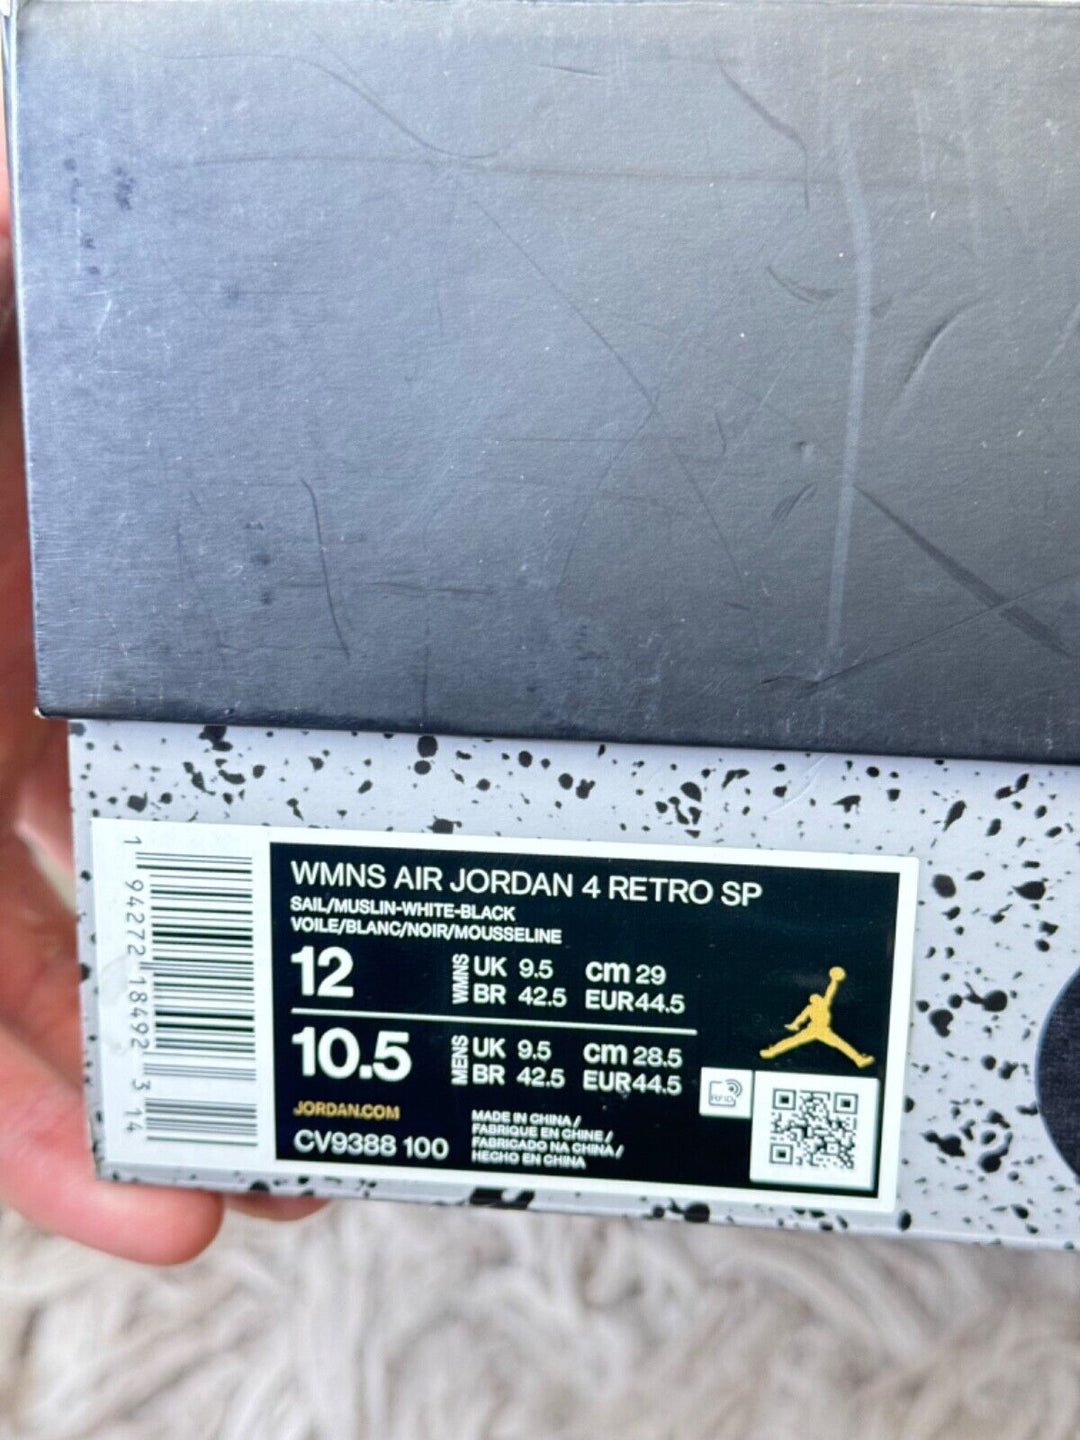 WMNS AIR JORDAN 4 RETRO SP
SAIL/MUSLIN-WHITE-BLACK
VOILE/BLANC/NOIR/MOUSSELINE
12 WMNS UK 9.5 cm 29
BR 42.5 EUR 44.5
10.5 MENS UK 9.5 cm 28.5
BR 42.5 EUR 44.5
JORDAN.COM
CV9388 100
MADE IN CHINA /
FABRIQUE EN CHINE /
FABRICADO NA CHINA /
HECHO EN CHINA
RFID
1 94272 18492 3 14